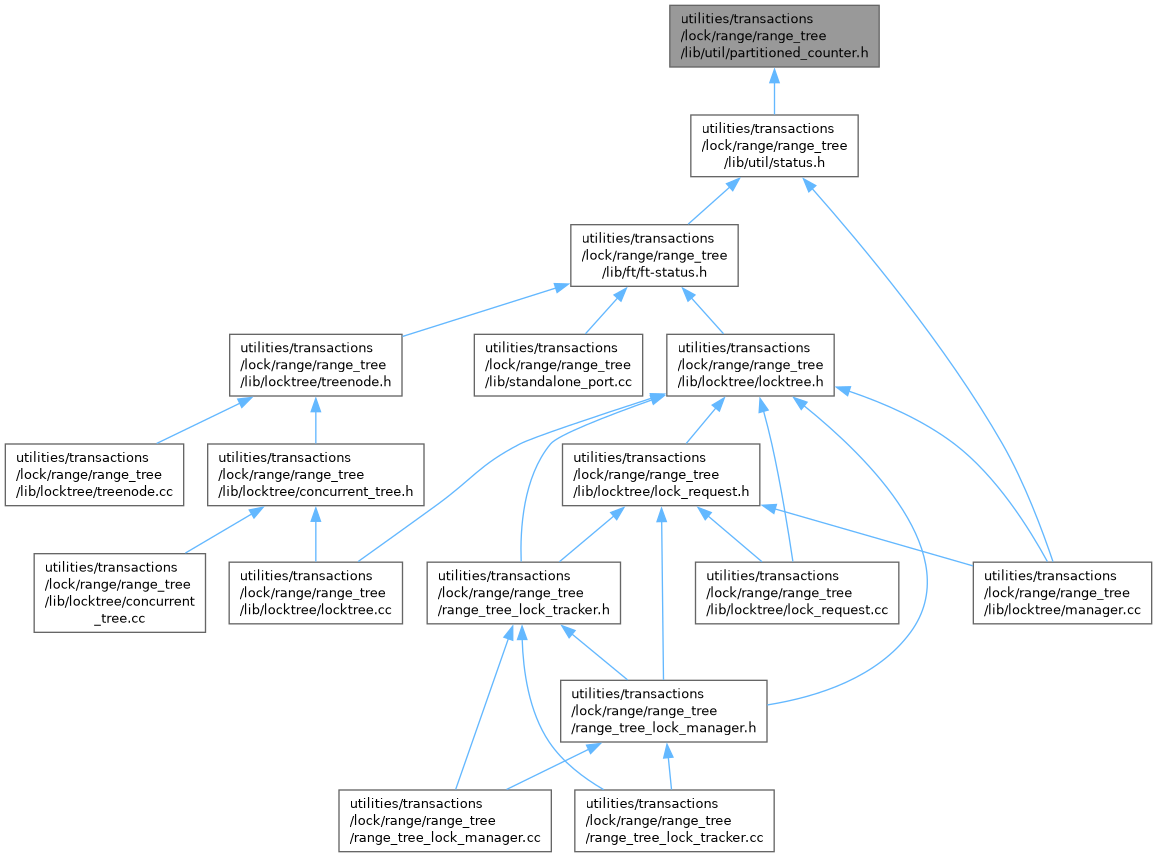 utilities/transactions
/lock/range/range_tree
/lib/util/partitioned_counter.h
utilities/transactions
/lock/range/range_tree
/lib/util/status.h
utilities/transactions
/lock/range/range_tree
/lib/ft/ft-status.h
utilities/transactions
/lock/range/range_tree
/lib/locktree/treenode.h
utilities/transactions
/lock/range/range_tree
/lib/standalone_port.cc
utilities/transactions
/lock/range/range_tree
/lib/locktree/locktree.h
utilities/transactions
/lock/range/range_tree
/lib/locktree/treenode.cc
utilities/transactions
/lock/range/range_tree
/lib/locktree/concurrent_tree.h
utilities/transactions
/lock/range/range_tree
/lib/locktree/lock_request.h
utilities/transactions
/lock/range/range_tree
/lib/locktree/concurrent
_tree.cc
utilities/transactions
/lock/range/range_tree
/lib/locktree/locktree.cc
utilities/transactions
/lock/range/range_tree
/range_tree_lock_tracker.h
utilities/transactions
/lock/range/range_tree
/lib/locktree/lock_request.cc
utilities/transactions
/lock/range/range_tree
/lib/locktree/manager.cc
utilities/transactions
/lock/range/range_tree
/range_tree_lock_manager.h
utilities/transactions
/lock/range/range_tree
/range_tree_lock_manager.cc
utilities/transactions
/lock/range/range_tree
/range_tree_lock_tracker.cc